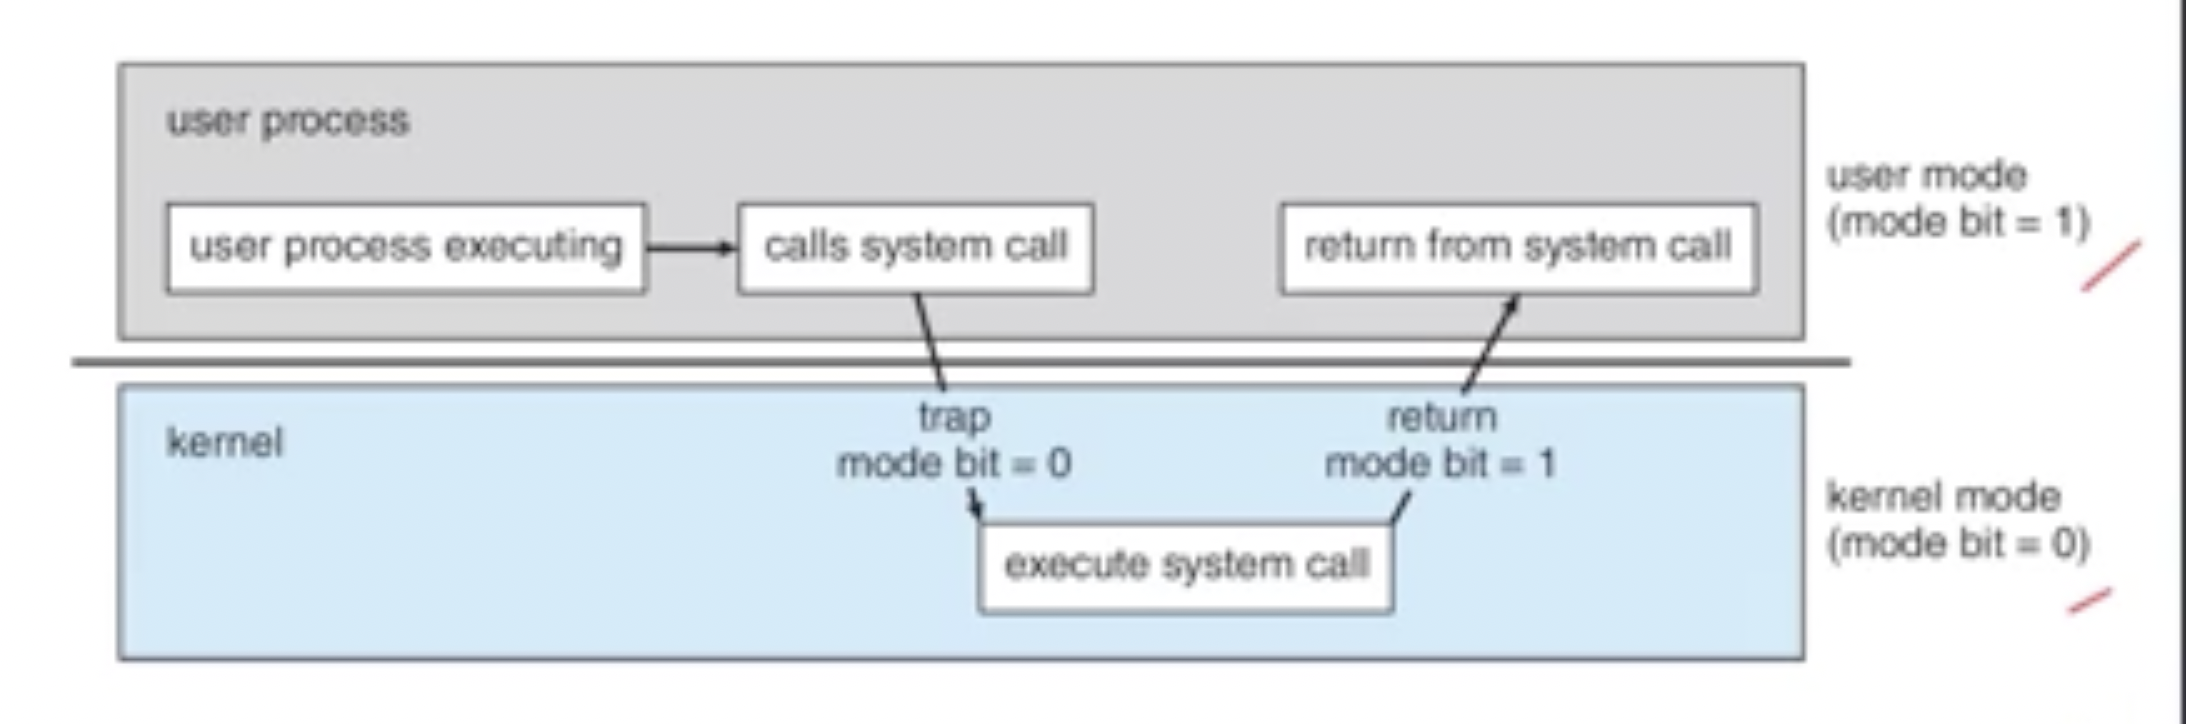 user process
user process executing
calls system call
return from system call
user mode
(mode bit = 1)
kernel
trap
mode bit = 0
return
mode bit = 1
execute system call
kernel mode
(mode bit = 0)